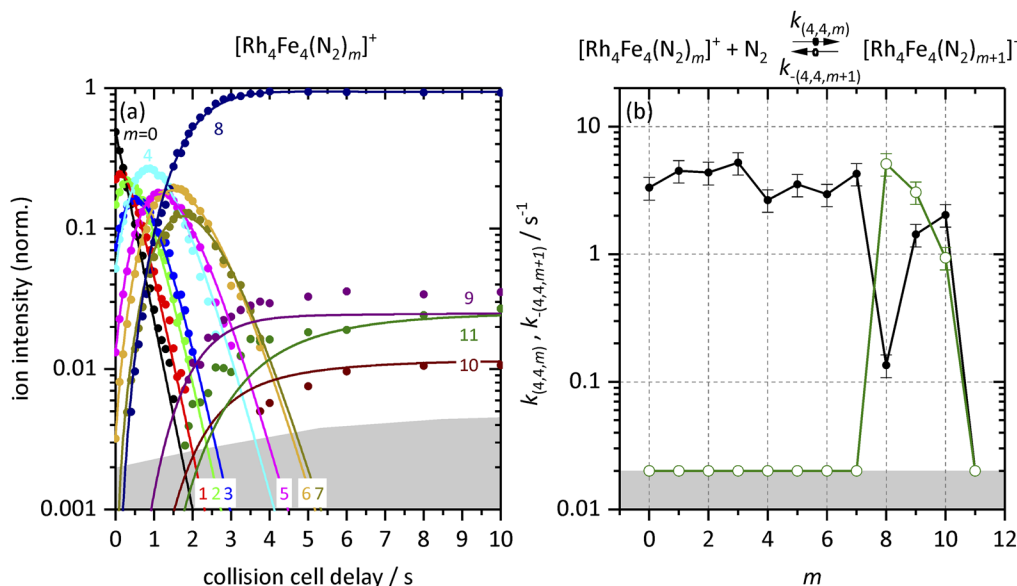 [Rh4Fe4(N2)m]+
(a)
m=0
4
8
9
11
10
1 2 3 5 6 7
1
0.1
0.01
0.001
ion intensity (norm.)
0 1 2 3 4 5 6 7 8 9 10
collision cell delay / s
k(4,4,m)
[Rh4Fe4(N2)m]+ + N2 [Rh4Fe4(N2)m+1]+
k-(4,4,m+1)
(b)
10
1
0.1
0.01
k(4,4,m) , k-(4,4,m+1) / s-1
0 2 4 6 8 10 12
m